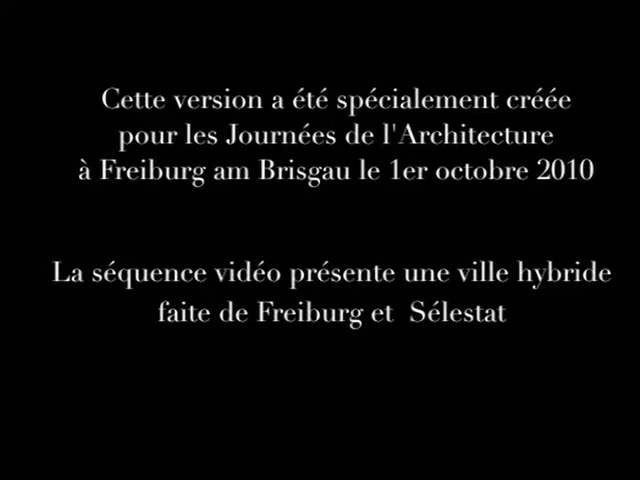 Cette version a été spécialement créée
pour les Journées de l'Architecture
à Freiburg am Brisgau le 1er octobre 2010
La séquence vidéo présente une ville hybride
faite de Freiburg et Sélestat